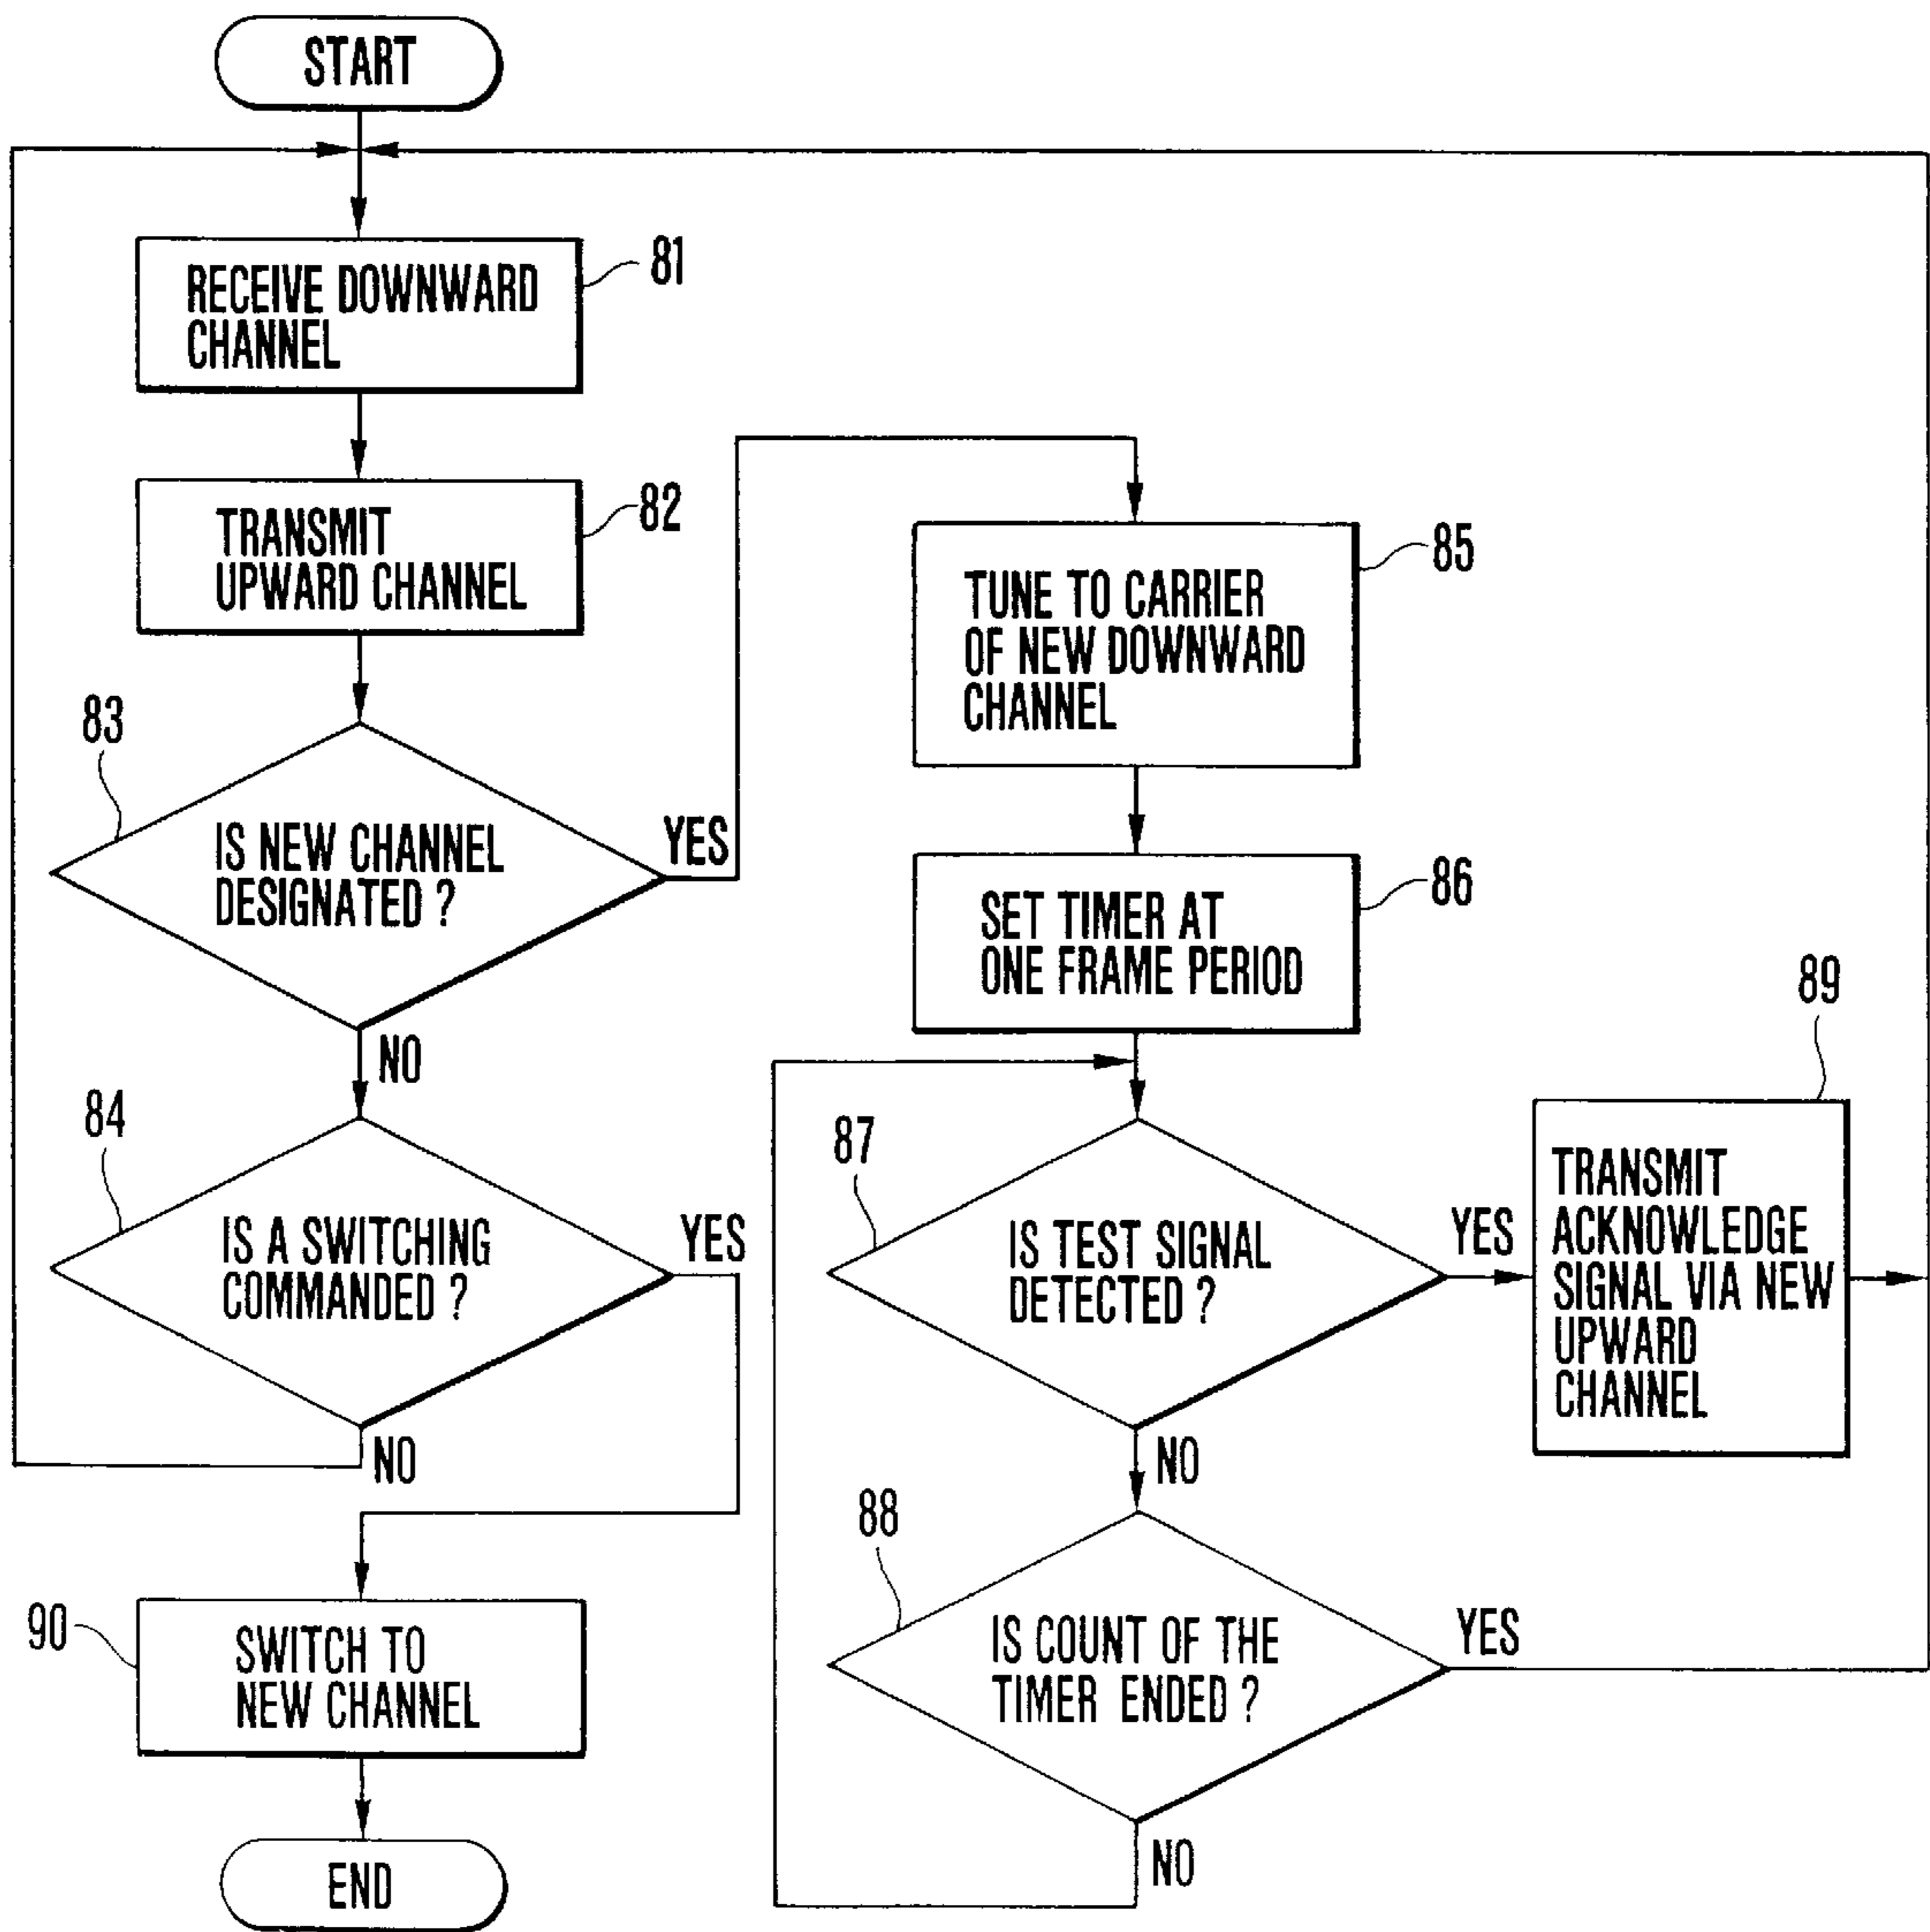 START
RECEIVE DOWNWARD
CHANNEL
81
TRANSMIT
UPWARD CHANNEL
82
83
IS NEW CHANNEL
DESIGNATED ?
YES
NO
84
IS A SWITCHING
COMMANDED ?
YES
NO
90
SWITCH TO
NEW CHANNEL
END
85
TUNE TO CARRIER
OF NEW DOWNWARD
CHANNEL
86
SET TIMER AT
ONE FRAME PERIOD
87
IS TEST SIGNAL
DETECTED ?
YES
NO
89
TRANSMIT
ACKNOWLEDGE
SIGNAL VIA NEW
UPWARD
CHANNEL
88
IS COUNT OF THE
TIMER ENDED ?
YES
NO